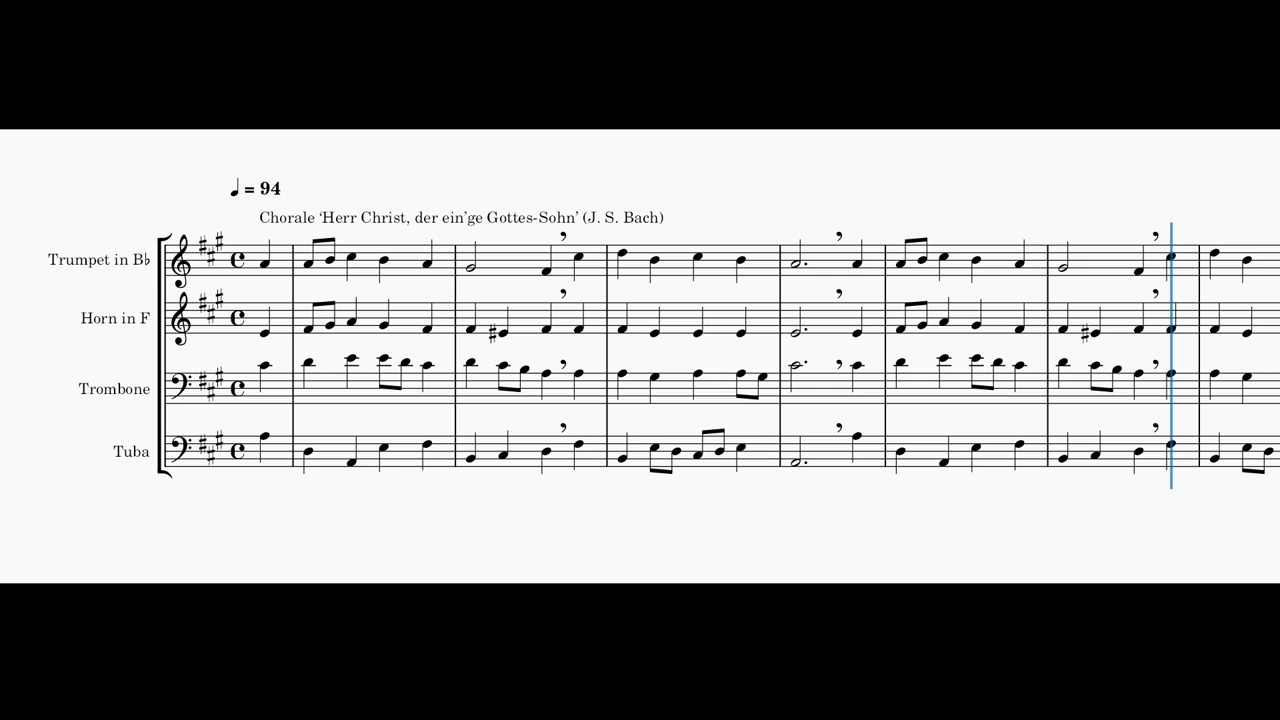 = 94
Chorale ‘Herr Christ, der ein’ge Gottes-Sohn’ (J. S. Bach)
Trumpet in B♭
Horn in F
Trombone
Tuba